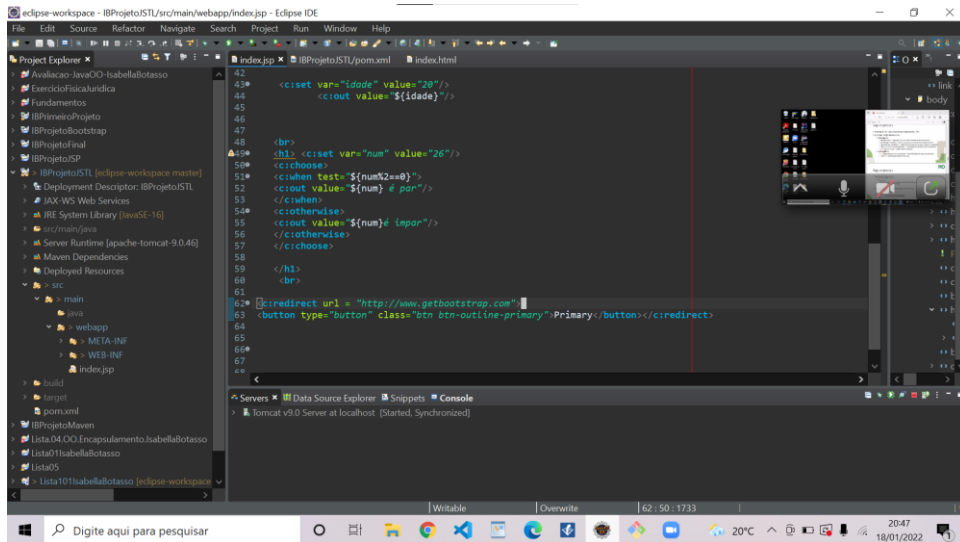 eclipse-workspace - IBProjetoJSTL/src/main/webapp/index.jsp - Eclipse IDE
File Edit Source Refactor Navigate Search Project Run Window Help
Project Explorer
index.jsp IBProjetoJSTL/pom.xml index.html
Avaliacao-JavaOO-IsabellaBotasso
ExercicioFisicaJuridica
Fundamentos
IBPrimeiroProjeto
IBProjetoBootstrap
IBProjetoFinal
IBProjetoJSP
> IBProjetoJSTL [eclipse-workspace master]
Deployment Descriptor: IBProjetoJSTL
JAX-WS Web Services
JRE System Library [JavaSE-16]
src/main/java
Server Runtime [apache-tomcat-9.0.46]
Maven Dependencies
Deployed Resources
> src
> main
java
> webapp
> META-INF
> WEB-INF
index.jsp
build
target
pom.xml
IBProjetoMaven
Lista.04.OO.Encapsulamento.IsabellaBotasso
Lista01IsabellaBotasso
Lista05
> Lista101IsabellaBotasso [eclipse-workspace
42
43 <c:set var="idade" value="20"/>
44 <c:out value="${idade}"/>
45
46
47
48 <br>
49 <h1> <c:set var="num" value="26"/>
50 <c:choose>
51 <c:when test="${num%2==0}">
52 <c:out value="${num} é par"/>
53 </c:when>
54 <c:otherwise>
55 <c:out value="${num}é impar"/>
56 </c:otherwise>
57 </c:choose>
58
59 </h1>
60 <br>
61
62 <c:redirect url = "http://www.getbootstrap.com">
63 <button type="button" class="btn btn-outline-primary">Primary</button></c:redirect>
64
65
66
67
link
body
Servers Data Source Explorer Snippets Console
Tomcat v9.0 Server at localhost [Started, Synchronized]
Writable Overwrite 62 : 50 : 1733
Digite aqui para pesquisar
20°C
20:47
18/01/2022